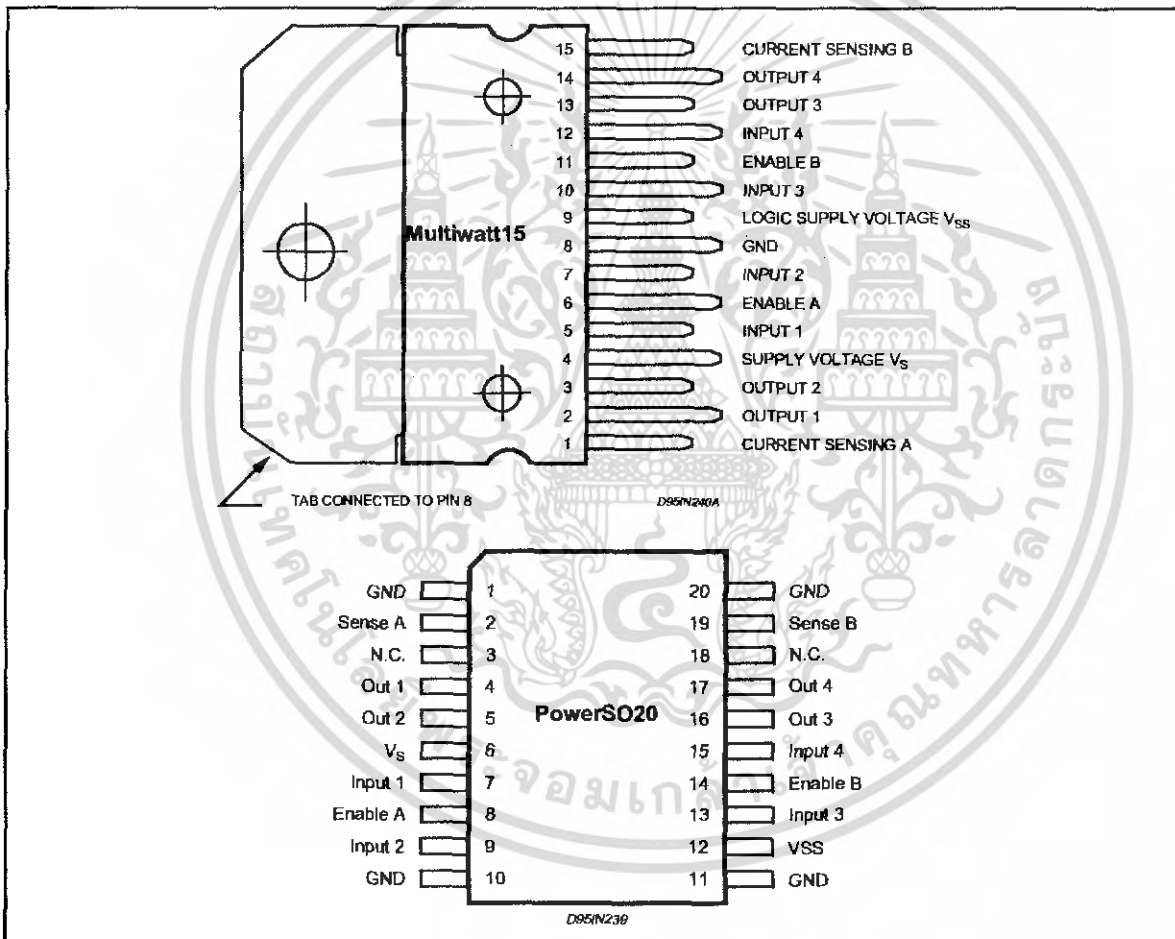 15 CURRENT SENSING B
14 OUTPUT 4
13 OUTPUT 3
12 INPUT 4
11 ENABLE B
10 INPUT 3
9 LOGIC SUPPLY VOLTAGE VSS
Multiwatt15
8 GND
7 INPUT 2
6 ENABLE A
5 INPUT 1
4 SUPPLY VOLTAGE VS
3 OUTPUT 2
2 OUTPUT 1
1 CURRENT SENSING A
TAB CONNECTED TO PIN 8
D95IN240A
GND 1 20 GND
Sense A 2 19 Sense B
N.C. 3 18 N.C.
Out 1 4 17 Out 4
Out 2 5 PowerSO20 16 Out 3
VS 6 15 Input 4
Input 1 7 14 Enable B
Enable A 8 13 Input 3
Input 2 9 12 VSS
GND 10 11 GND
D95IN239